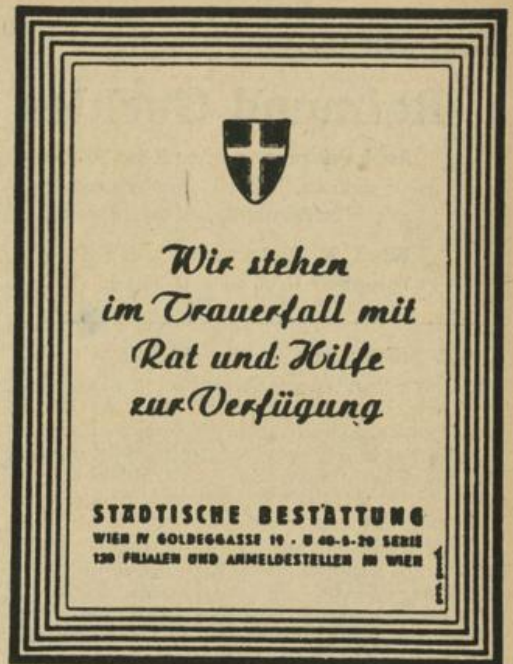 Wir stehen
im Trauerfall mit
Rat und Hilfe
zur Verfügung
STÄDTISCHE BESTATTUNG
WIEN IV GOLDEGGASSE 19 · U 40-5-20 SERIE
120 FILIALEN UND ANMELDESTELLEN IN WIEN